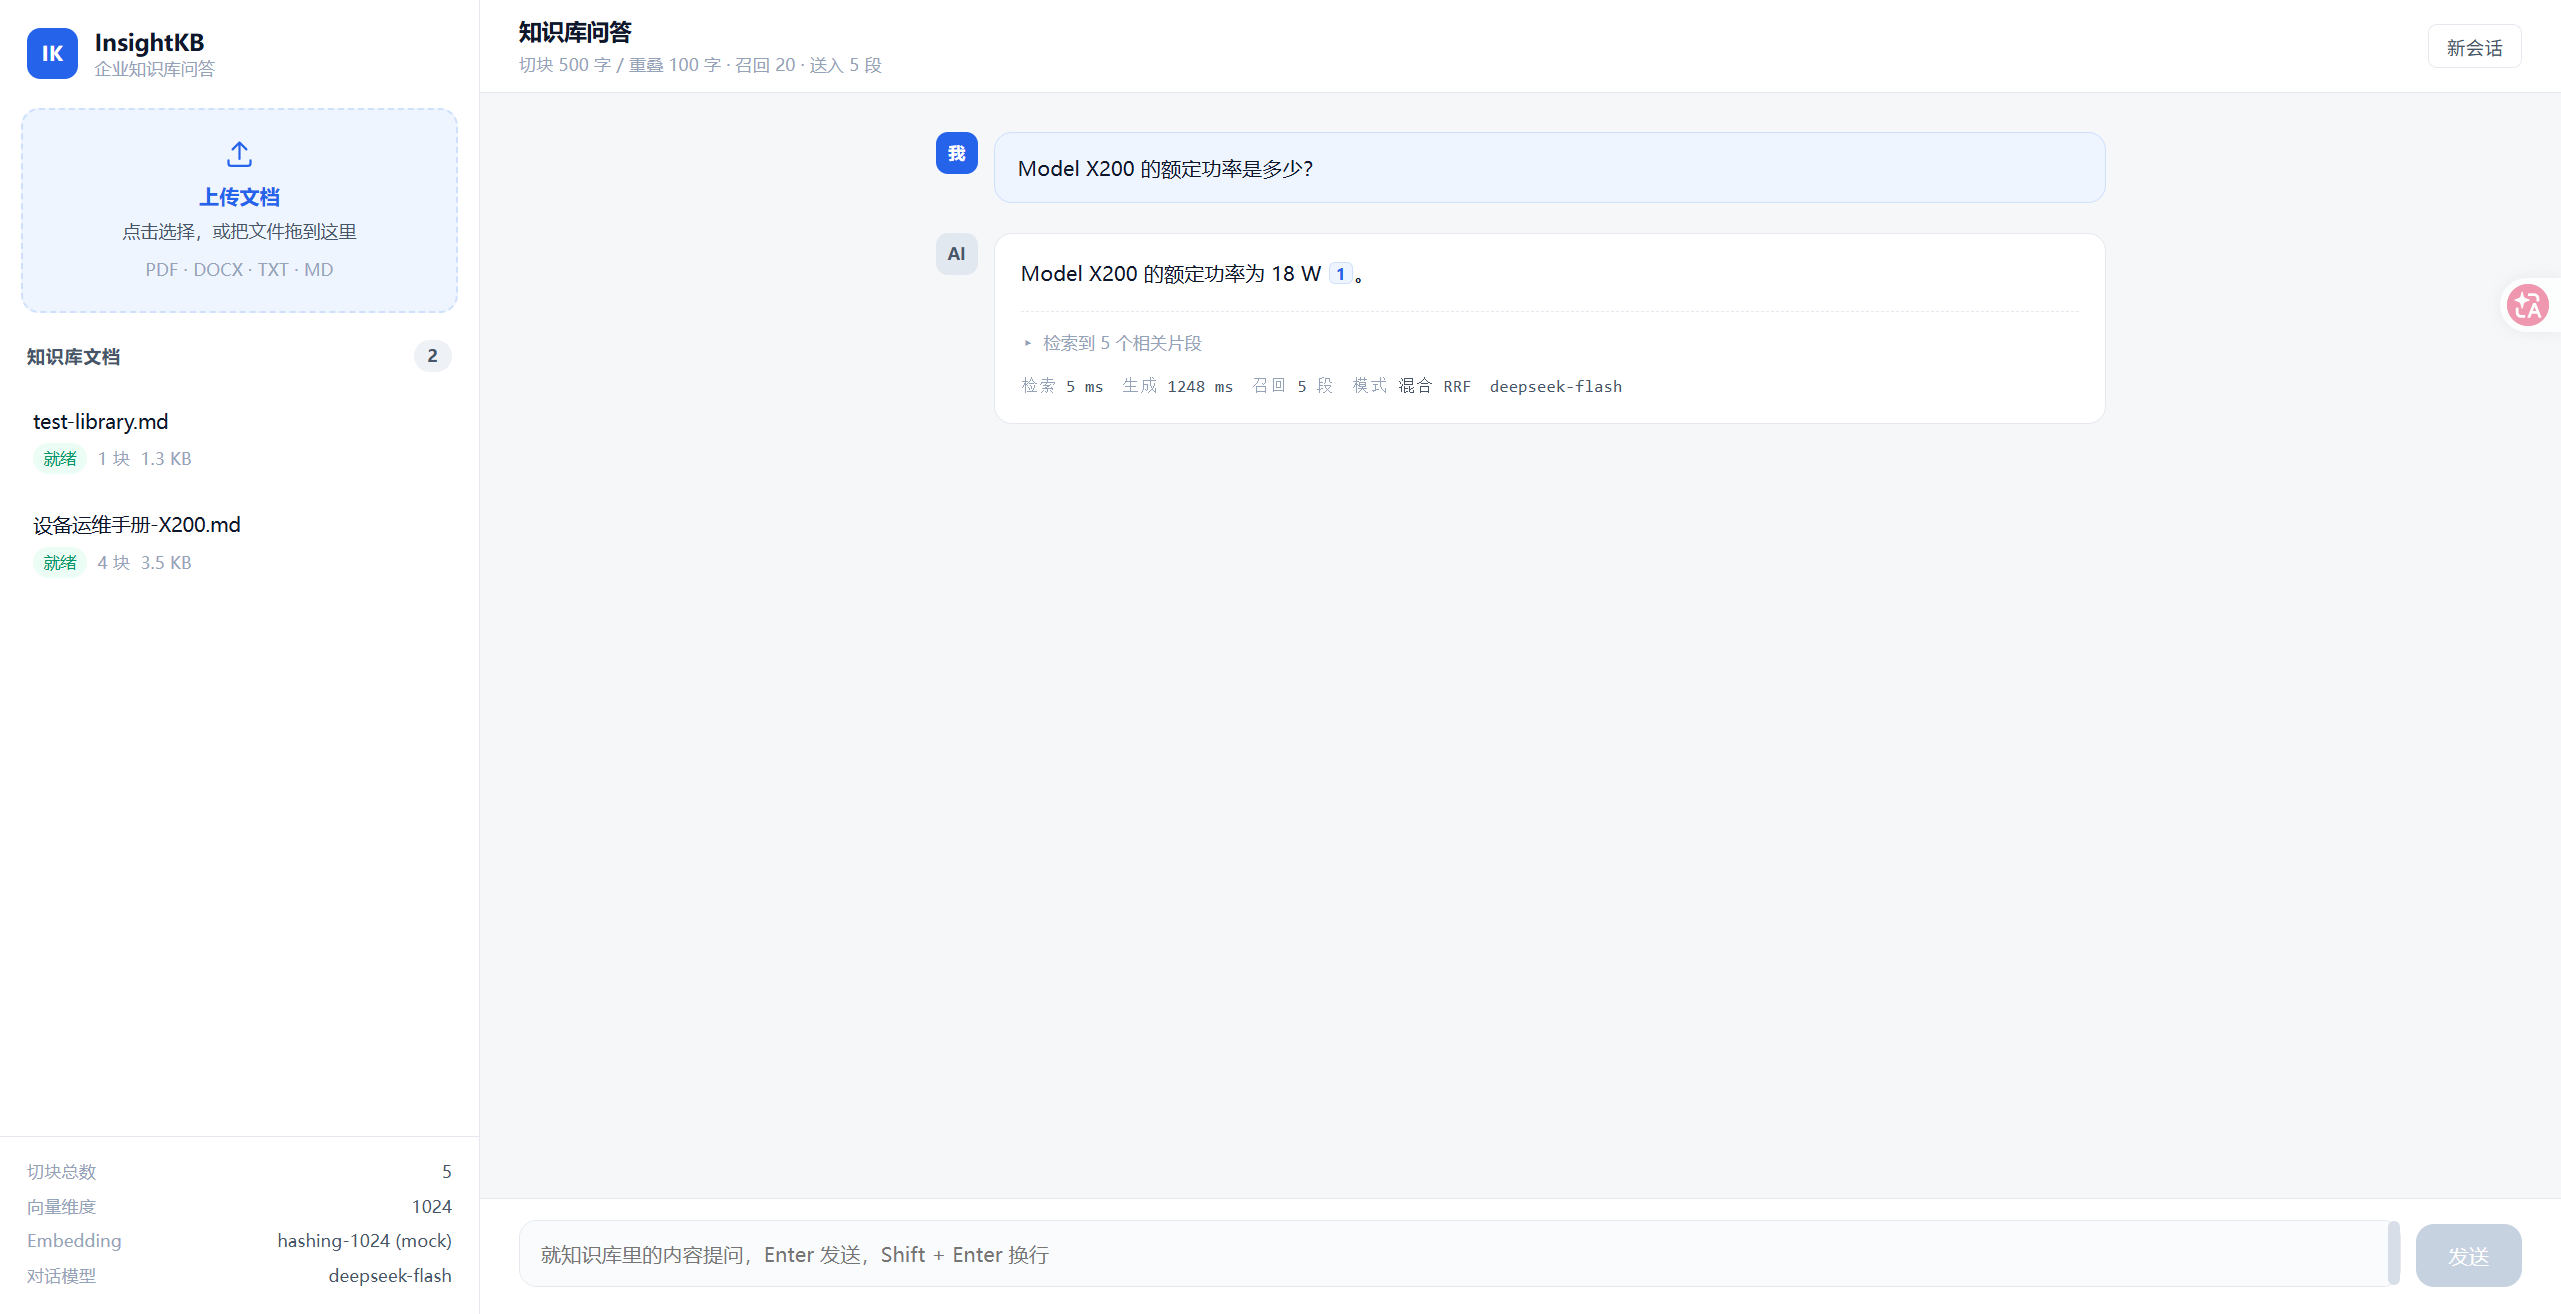 IK
InsightKB
企业知识库问答
上传文档
点击选择，或把文件拖到这里
PDF · DOCX · TXT · MD
知识库文档
2
test-library.md
就绪 1 块 1.3 KB
设备运维手册-X200.md
就绪 4 块 3.5 KB
切块总数 5
向量维度 1024
Embedding hashing-1024 (mock)
对话模型 deepseek-flash
知识库问答
切块 500 字 / 重叠 100 字 · 召回 20 · 送入 5 段
新会话
我
Model X200 的额定功率是多少？
AI
Model X200 的额定功率为 18 W 1。
▸ 检索到 5 个相关片段
检索 5 ms 生成 1248 ms 召回 5 段 模式 混合 RRF deepseek-flash
就知识库里的内容提问，Enter 发送，Shift + Enter 换行
发送